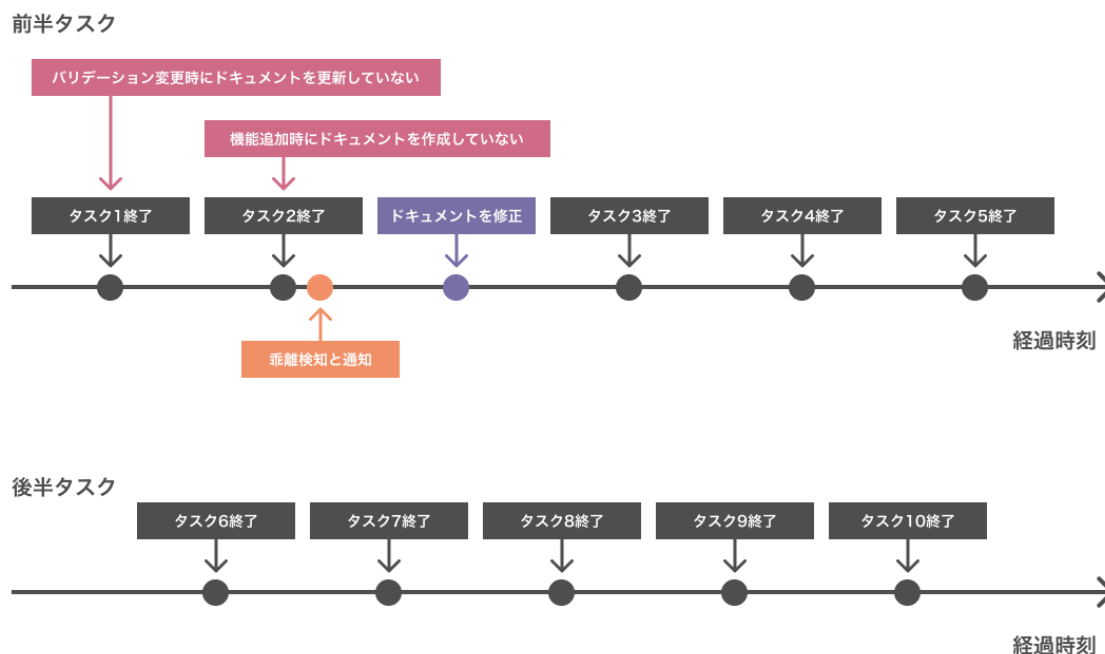 前半タスク
バリデーション変更時にドキュメントを更新していない
機能追加時にドキュメントを作成していない
タスク1終了
タスク2終了
ドキュメントを修正
タスク3終了
タスク4終了
タスク5終了
経過時刻
乖離検知と通知
後半タスク
タスク6終了
タスク7終了
タスク8終了
タスク9終了
タスク10終了
経過時刻